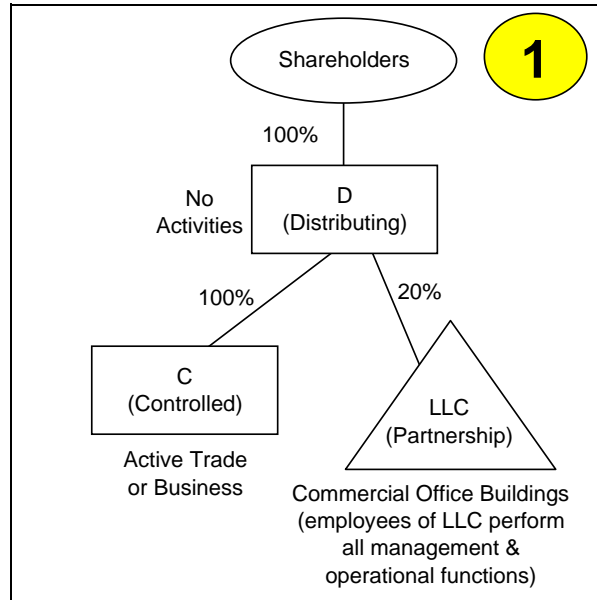 Shareholders
1
100%
No
Activities
D
(Distributing)
100%
20%
C
(Controlled)
LLC
(Partnership)
Active Trade
or Business
Commercial Office Buildings
(employees of LLC perform
all management &
operational functions)